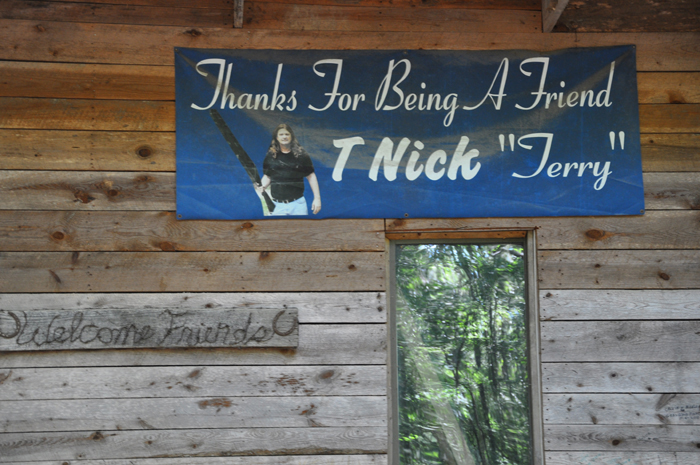 Thanks For Being A Friend
T Nick "Terry"
Welcome Friends